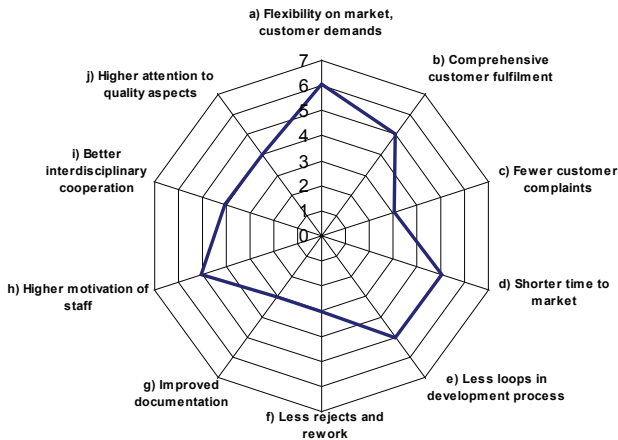 a) Flexibility on market,
customer demands
b) Comprehensive
customer fulfilment
c) Fewer customer
complaints
d) Shorter time to
market
e) Less loops in
development process
f) Less rejects and
rework
g) Improved
documentation
h) Higher motivation of
staff
i) Better
interdisciplinary
cooperation
j) Higher attention to
quality aspects
7
6
5
4
3
2
1
0